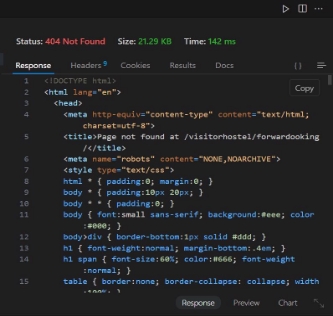 Status: 404 Not Found Size: 21.29 KB Time: 142 ms
Response Headers 9 Cookies Results Docs { }
1 <!DOCTYPE html>
2 <html lang="en">
3 <head>
4 <meta http-equiv="content-type" content="text/html;
charset=utf-8">
5 <title>Page not found at /visitorhostel/forwardooking
/</title>
6 <meta name="robots" content="NONE,NOARCHIVE">
7 <style type="text/css">
8 html * { padding:0; margin:0; }
9 body * { padding:10px 20px; }
10 body * * { padding:0; }
11 body { font:small sans-serif; background:#eee; color
:#000; }
12 body>div { border-bottom:1px solid #ddd; }
13 h1 { font-weight:normal; margin-bottom:.4em; }
14 h1 span { font-size:60%; color:#666; font-weight
:normal; }
15 table { border:none; border-collapse: collapse; width
:100%; }
Response Preview Chart